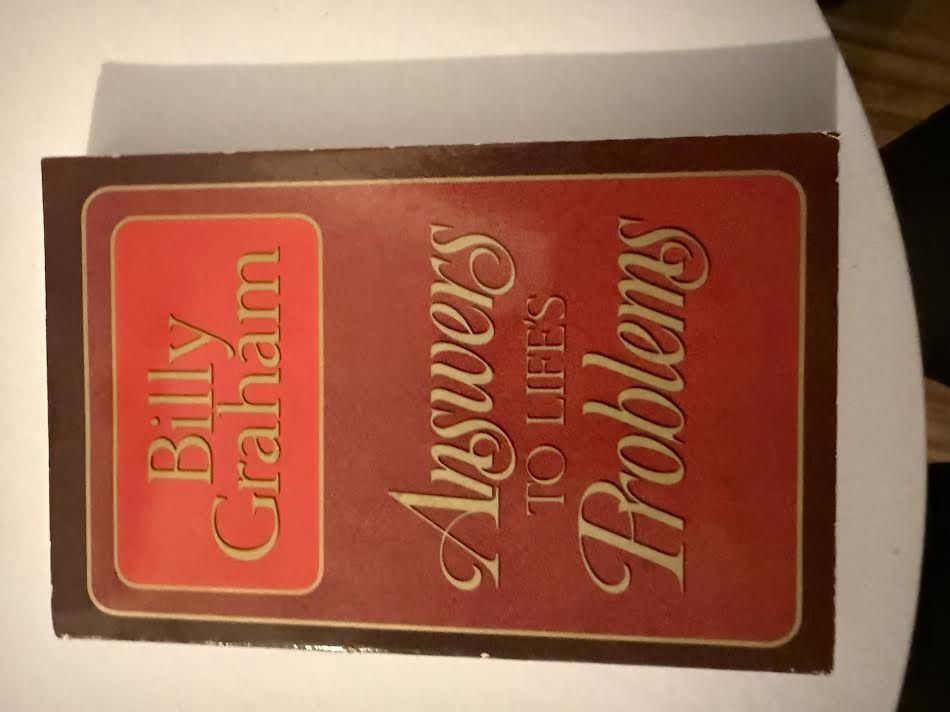 Billy
Graham
Answers
TO LIFE'S
Problems